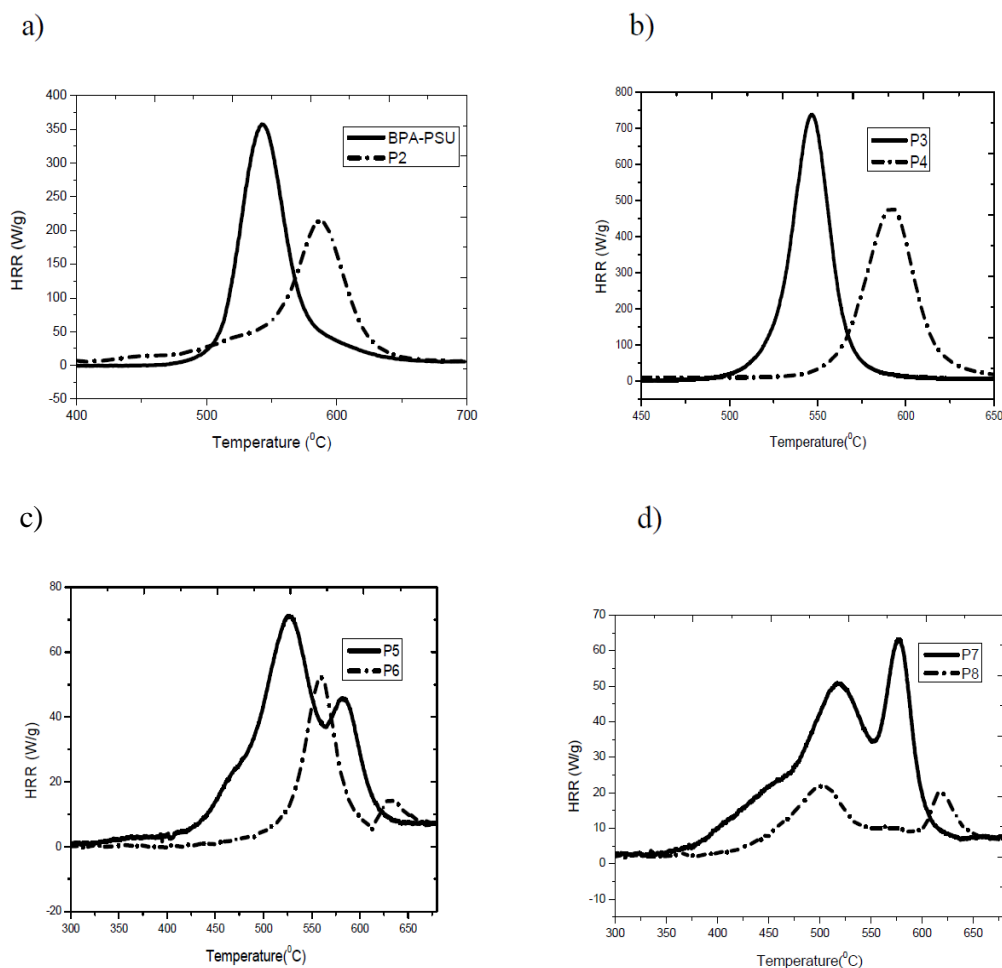 a)
b)
400
350
300
250
200
150
100
50
0
-50
HRR (W/g)
BPA-PSU
P2
400
500
600
700
Temperature (⁰C)
800
700
600
500
400
300
200
100
0
HRR (W/g)
P3
P4
450
500
550
600
650
Temperature(⁰C)
c)
d)
80
60
40
20
0
-20
HRR (W/g)
P5
P6
300
350
400
450
500
550
600
650
Temperature(⁰C)
70
60
50
40
30
20
10
0
-10
HRR (W/g)
P7
P8
300
350
400
450
500
550
600
650
Temperature(⁰C)